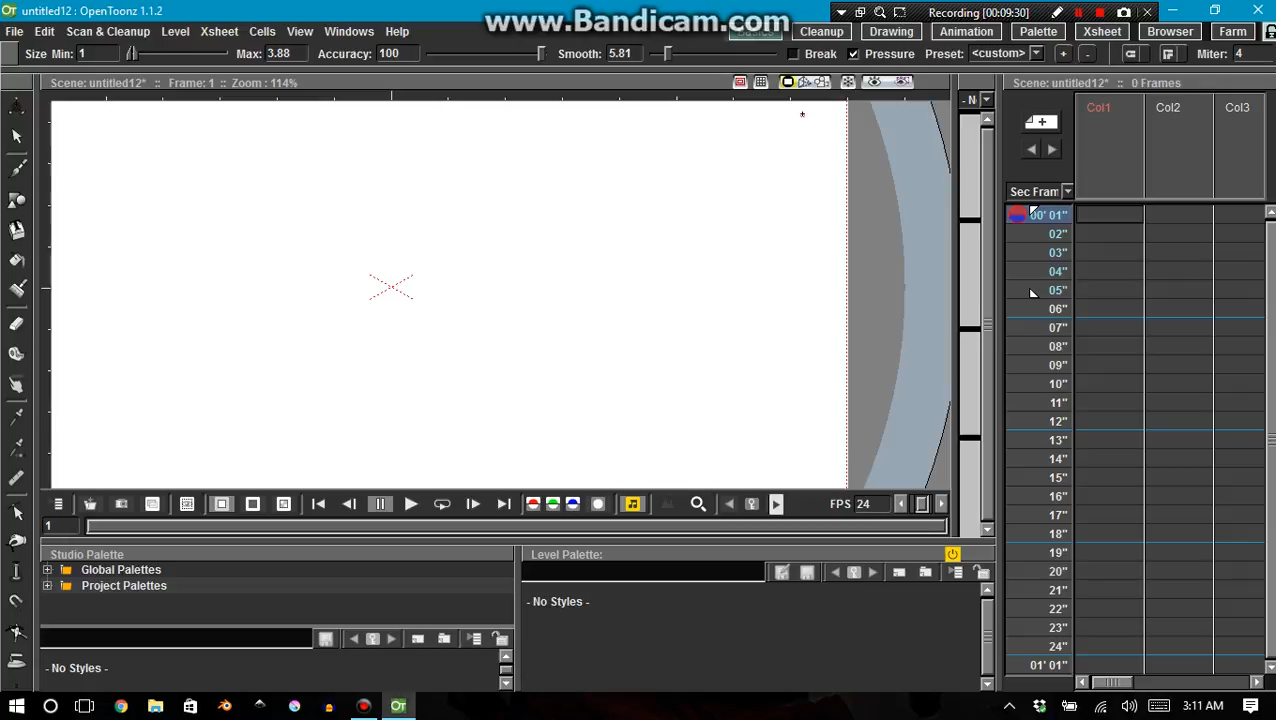 untitled12* : OpenToonz 1.1.2
www.Bandicam.com
Recording [00:09:30]
File Edit Scan & Cleanup Level Xsheet Cells View Windows Help
Cleanup Drawing Animation Palette Xsheet Browser Farm
Size Min: 1 Max: 3.88 Accuracy: 100 Smooth: 5.81 Break Pressure Preset: <custom> + - Miter: 4
Scene: untitled12* :: Frame: 1 :: Zoom : 114%
Scene: untitled12* :: 0 Frames
- N
Col1 Col2 Col3
+
Sec Fram
00' 01"
02"
03"
04"
05"
06"
07"
08"
09"
10"
11"
12"
13"
14"
15"
16"
17"
18"
19"
20"
21"
22"
23"
24"
01' 01"
FPS 24
1
Studio Palette
Global Palettes
Project Palettes
- No Styles -
Level Palette:
- No Styles -
OT
3:11 AM